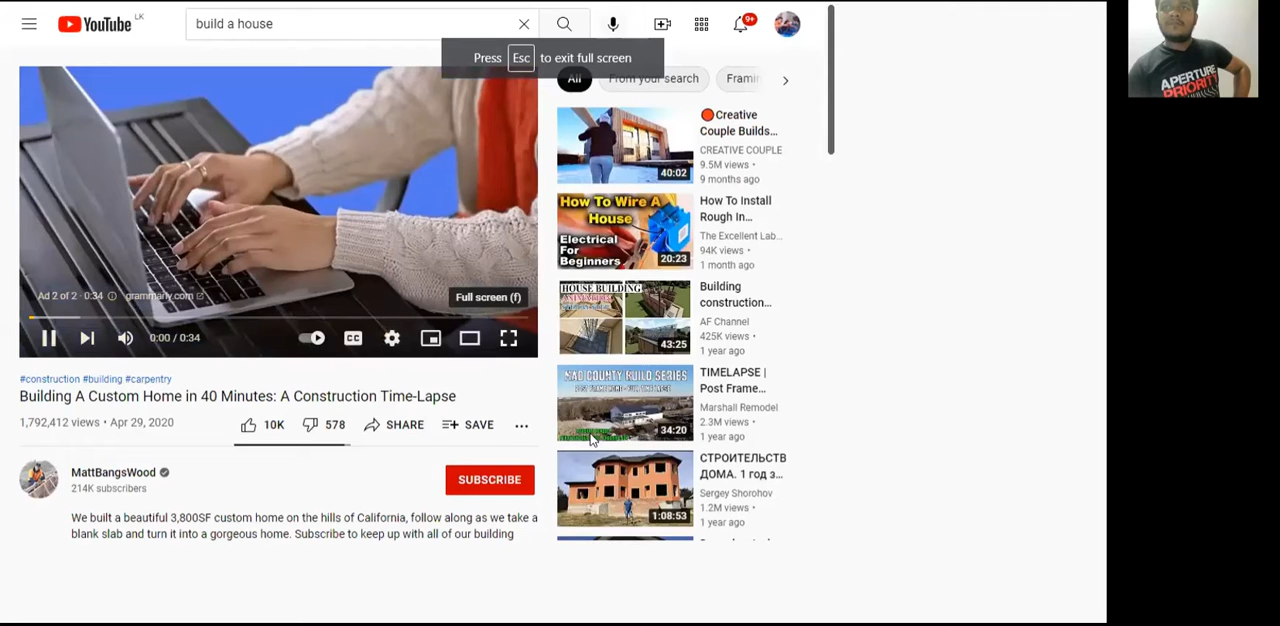 YouTube LK
build a house
9+
Press Esc to exit full screen
All
From your search
Framin
Ad 2 of 2 · 0:34 grammarly.com
Full screen (f)
0:00 / 0:34
CC
#construction #building #carpentry
Building A Custom Home in 40 Minutes: A Construction Time-Lapse
1,792,412 views • Apr 29, 2020
10K
578
SHARE
SAVE
MattBangsWood
214K subscribers
SUBSCRIBE
We built a beautiful 3,800SF custom home on the hills of California, follow along as we take a
blank slab and turn it into a gorgeous home. Subscribe to keep up with all of our building
40:02
Creative
Couple Builds...
CREATIVE COUPLE
9.5M views •
9 months ago
How To Wire A
House
Electrical
For
Beginners
20:23
How To Install
Rough In...
The Excellent Lab...
94K views •
1 month ago
HOUSE BUILDING
ANIMATION
43:25
Building
construction...
AF Channel
425K views •
1 year ago
MAC COUNTY BUILD SERIES
34:20
TIMELAPSE |
Post Frame...
Marshall Remodel
2.3M views •
1 year ago
1:08:53
СТРОИТЕЛЬСТВ
ДОМА. 1 год з...
Sergey Shorohov
1.2M views •
1 year ago
APERTURE
PRIORITY